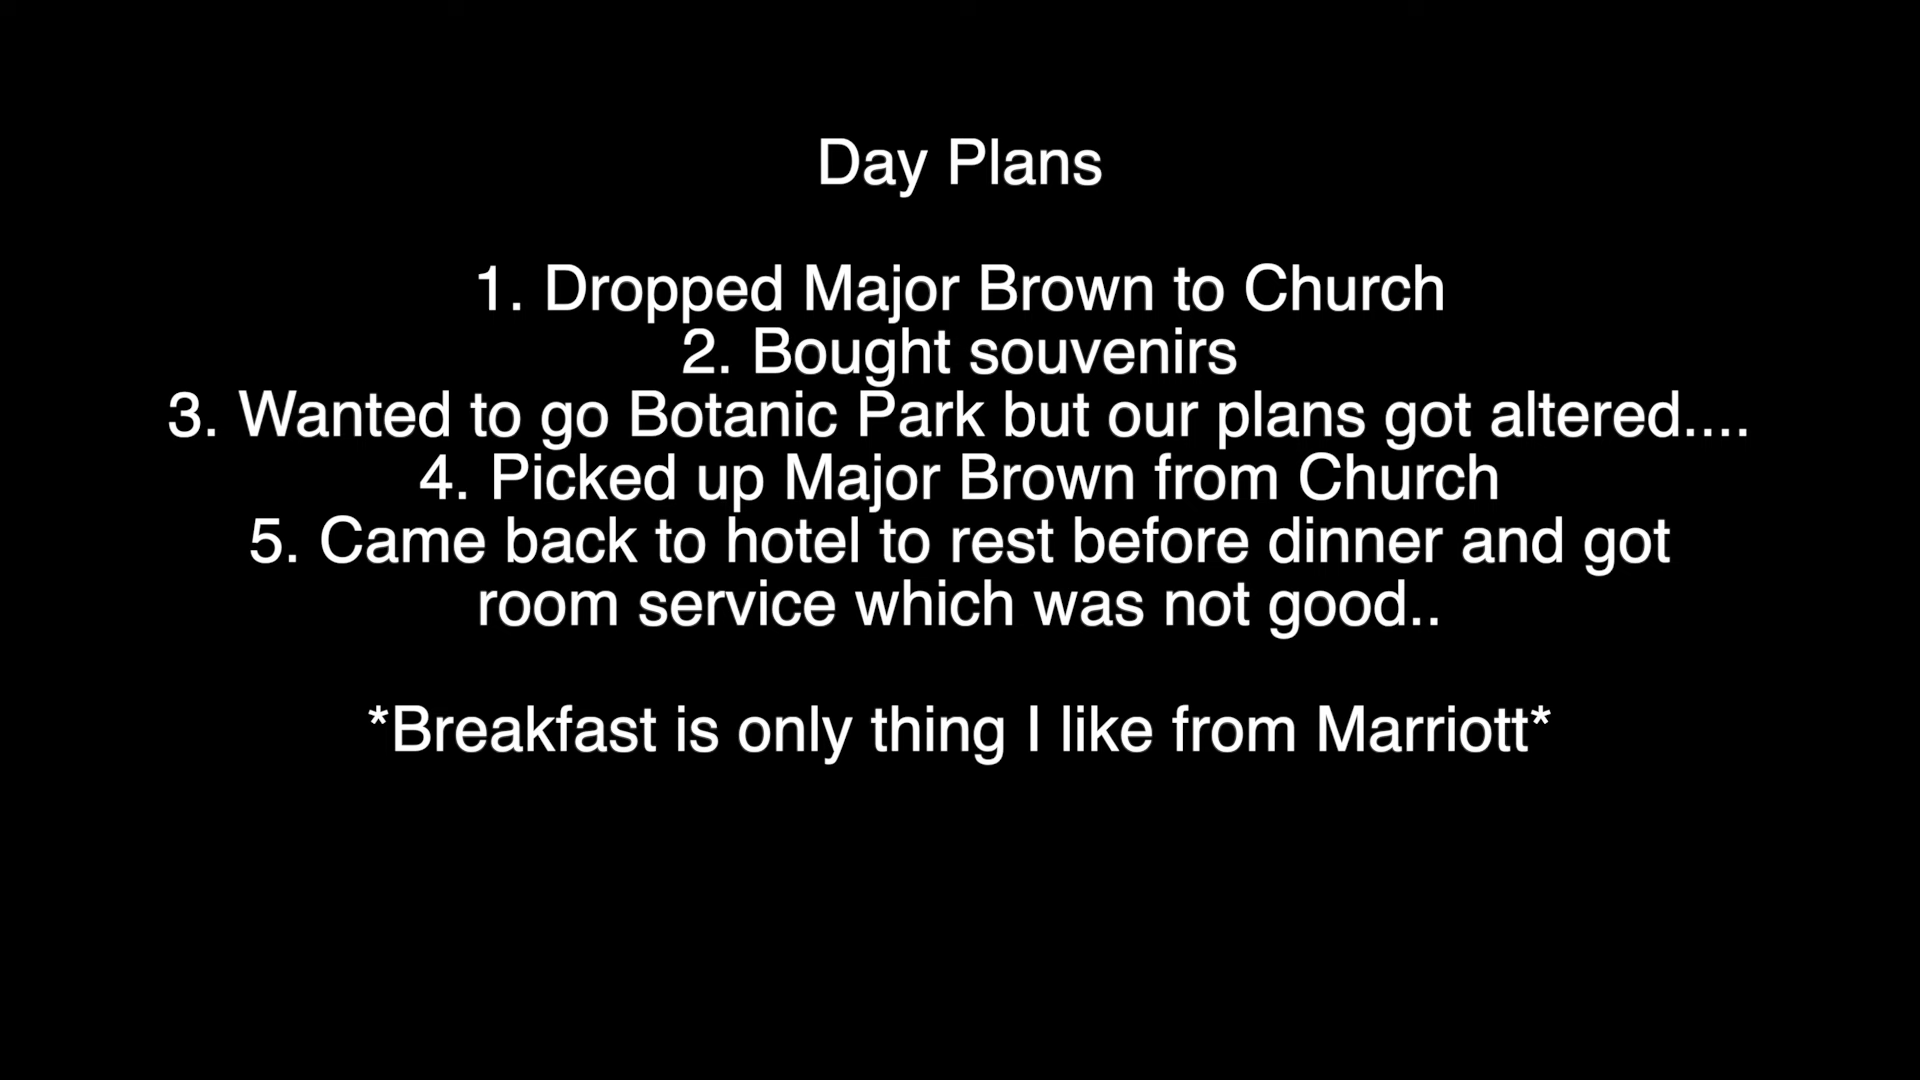 Day Plans
1. Dropped Major Brown to Church
2. Bought souvenirs
3. Wanted to go Botanic Park but our plans got altered....
4. Picked up Major Brown from Church
5. Came back to hotel to rest before dinner and got
room service which was not good..
*Breakfast is only thing I like from Marriott*